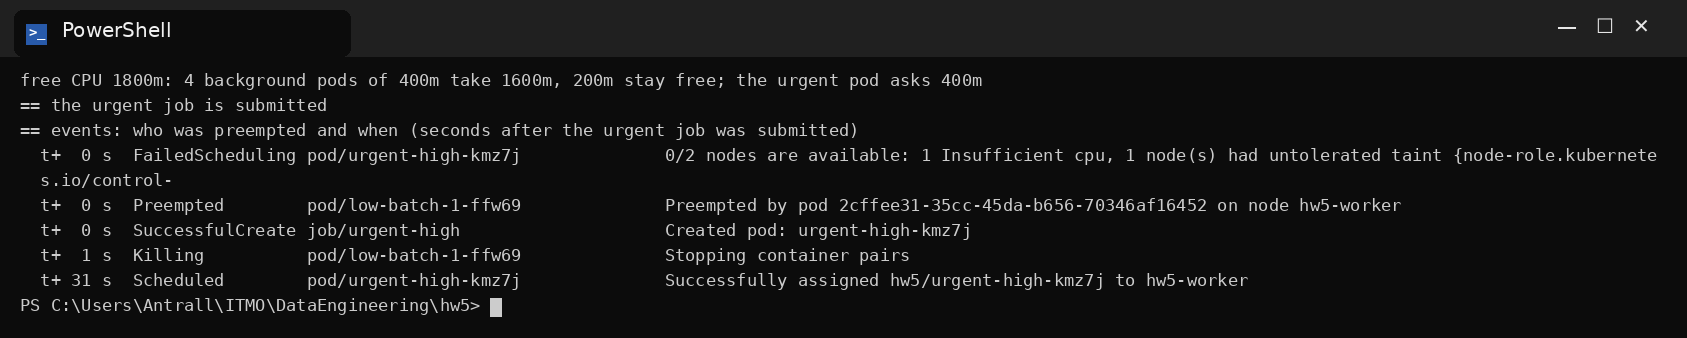 PowerShell
free CPU 1800m: 4 background pods of 400m take 1600m, 200m stay free; the urgent pod asks 400m
== the urgent job is submitted
== events: who was preempted and when (seconds after the urgent job was submitted)
t+  0 s  FailedScheduling pod/urgent-high-kmz7j              0/2 nodes are available: 1 Insufficient cpu, 1 node(s) had untolerated taint {node-role.kubernete
s.io/control-
t+  0 s  Preempted        pod/low-batch-1-ffw69              Preempted by pod 2cffee31-35cc-45da-b656-70346af16452 on node hw5-worker
t+  0 s  SuccessfulCreate job/urgent-high                    Created pod: urgent-high-kmz7j
t+  1 s  Killing          pod/low-batch-1-ffw69              Stopping container pairs
t+ 31 s  Scheduled        pod/urgent-high-kmz7j              Successfully assigned hw5/urgent-high-kmz7j to hw5-worker
PS C:\Users\Antrall\ITMO\DataEngineering\hw5>